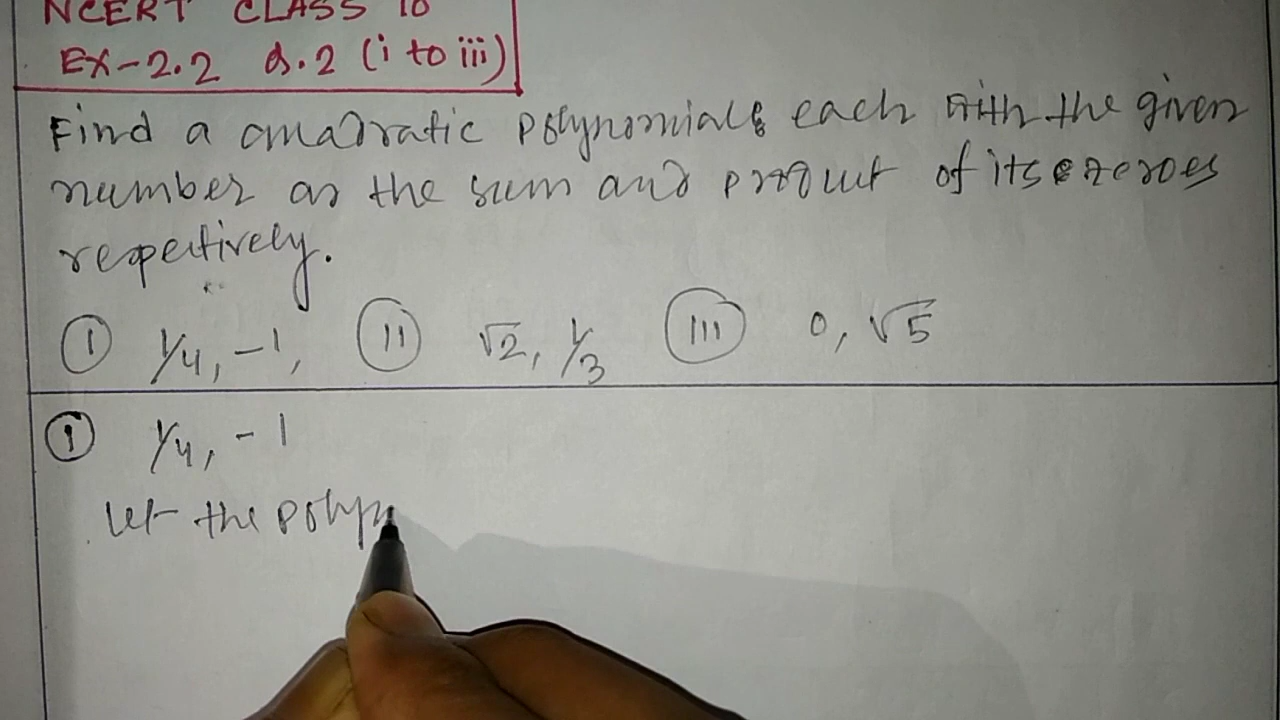 NCERT CLASS 10
EX-2.2 Q.2 (i to iii)
Find a quadratic polynomials each with the given
number as the sum and product of its zeroes
respectively.
(I) 1/4, -1, (II) √2, 1/3 (III) 0, √5
(I) 1/4, -1
let the polyn